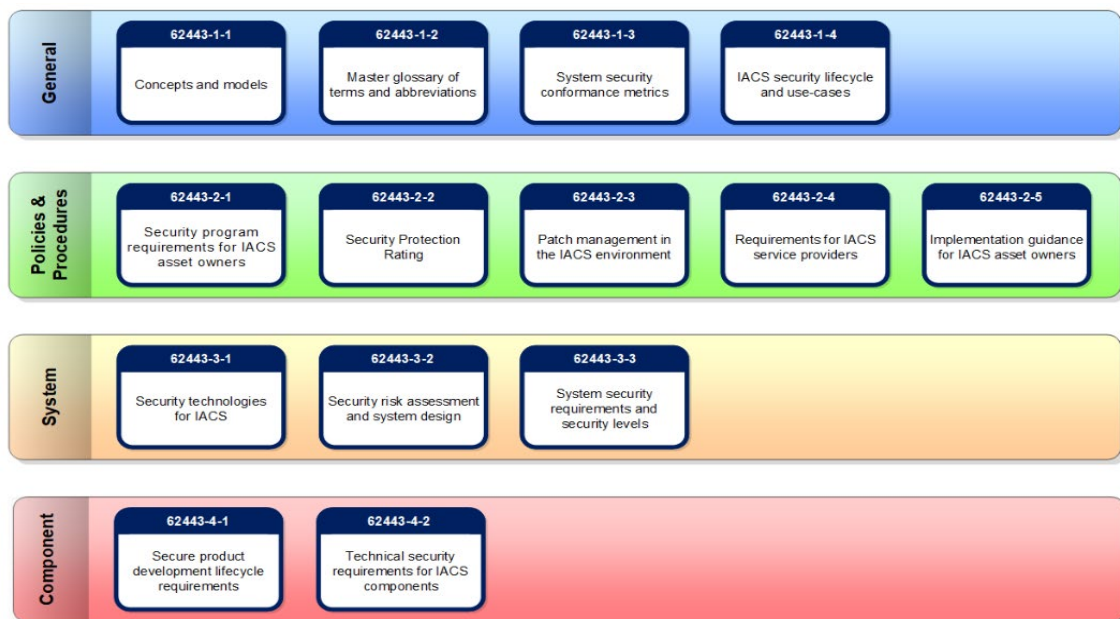 General
62443-1-1
Concepts and models
62443-1-2
Master glossary of
terms and abbreviations
62443-1-3
System security
conformance metrics
62443-1-4
IACS security lifecycle
and use-cases
Policies &
Procedures
62443-2-1
Security program
requirements for IACS
asset owners
62443-2-2
Security Protection
Rating
62443-2-3
Patch management in
the IACS environment
62443-2-4
Requirements for IACS
service providers
62443-2-5
Implementation guidance
for IACS asset owners
System
62443-3-1
Security technologies
for IACS
62443-3-2
Security risk assessment
and system design
62443-3-3
System security
requirements and
security levels
Component
62443-4-1
Secure product
development lifecycle
requirements
62443-4-2
Technical security
requirements for IACS
components